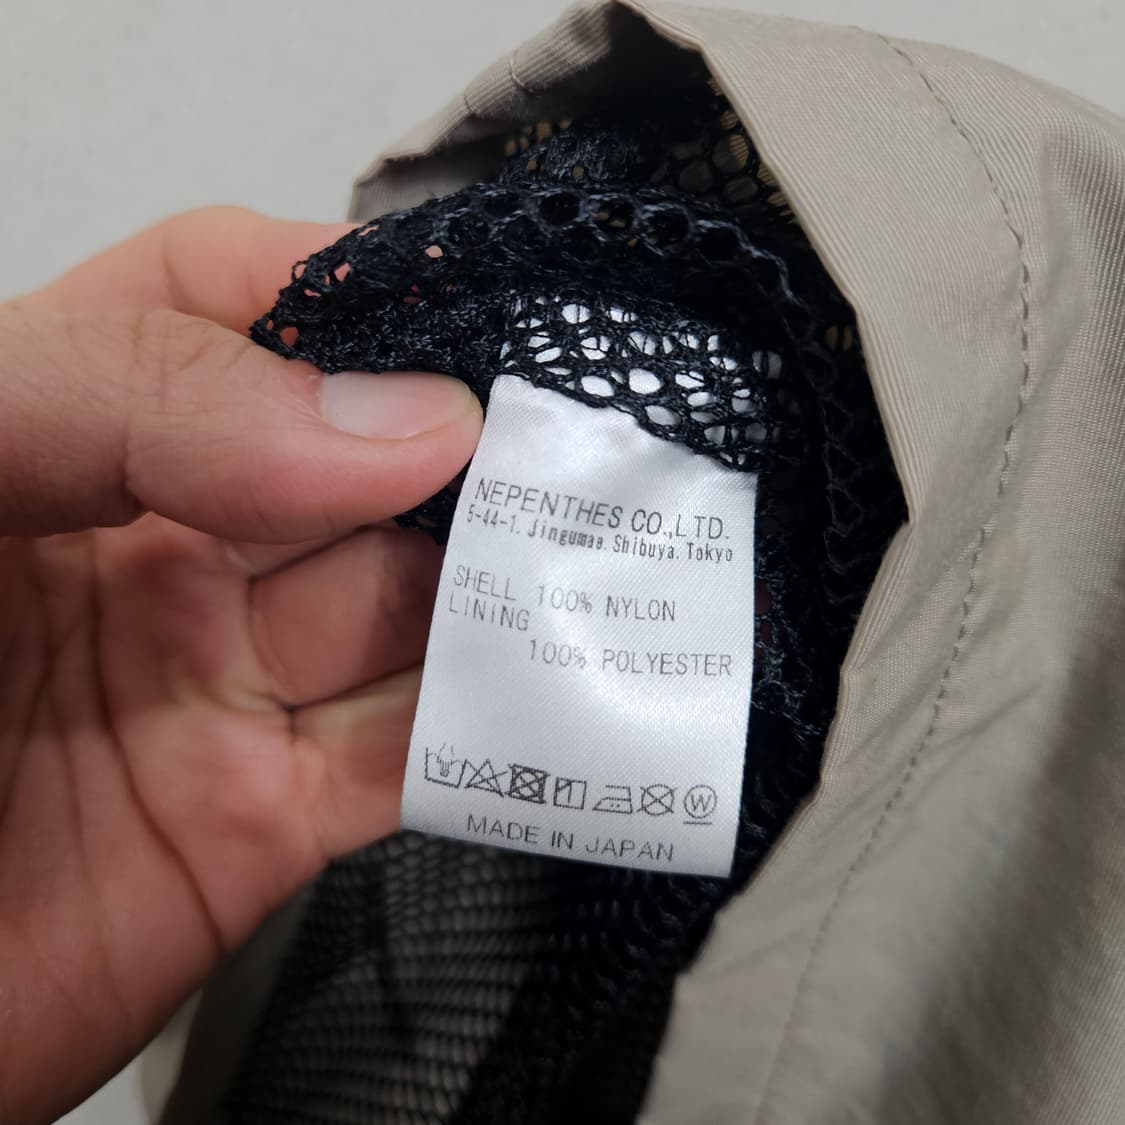 NEPENTHES CO.,LTD.
5-44-1. Jingumae. Shibuya. Tokyo
SHELL 100% NYLON
LINING
100% POLYESTER
W
MADE IN JAPAN